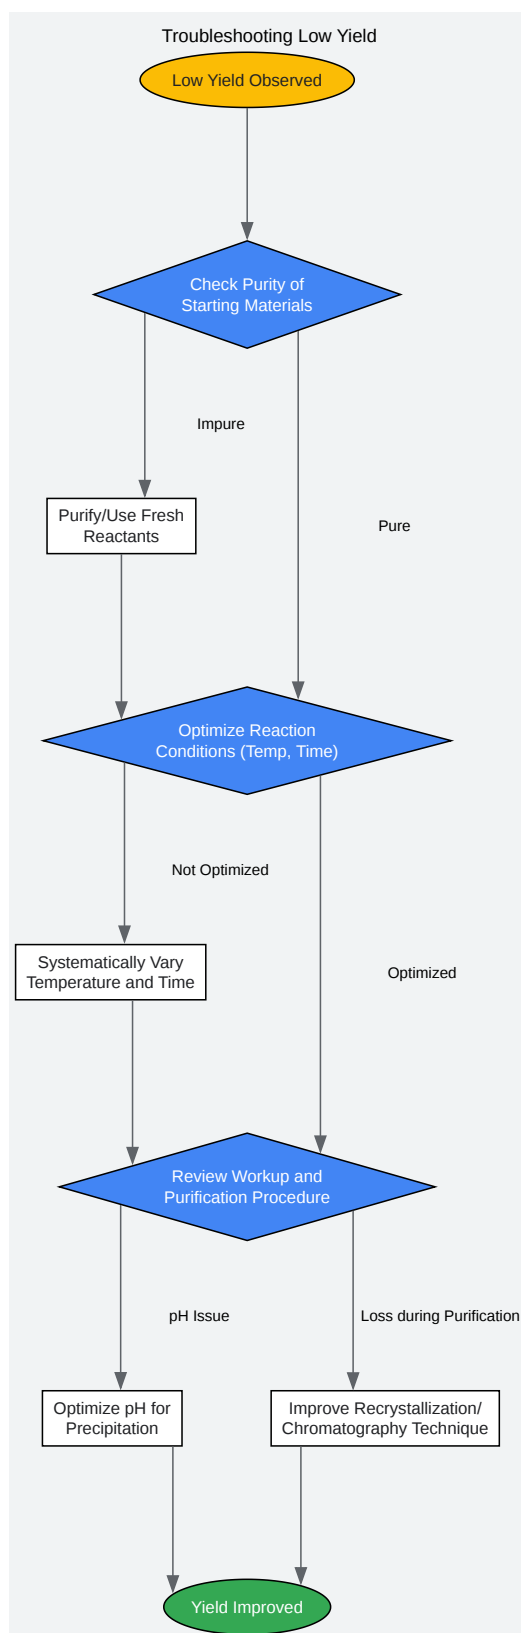 Troubleshooting Low Yield
Low Yield Observed
Check Purity of
Starting Materials
Impure
Purify/Use Fresh
Reactants
Pure
Optimize Reaction
Conditions (Temp, Time)
Not Optimized
Systematically Vary
Temperature and Time
Optimized
Review Workup and
Purification Procedure
pH Issue
Loss during Purification
Optimize pH for
Precipitation
Improve Recrystallization/
Chromatography Technique
Yield Improved